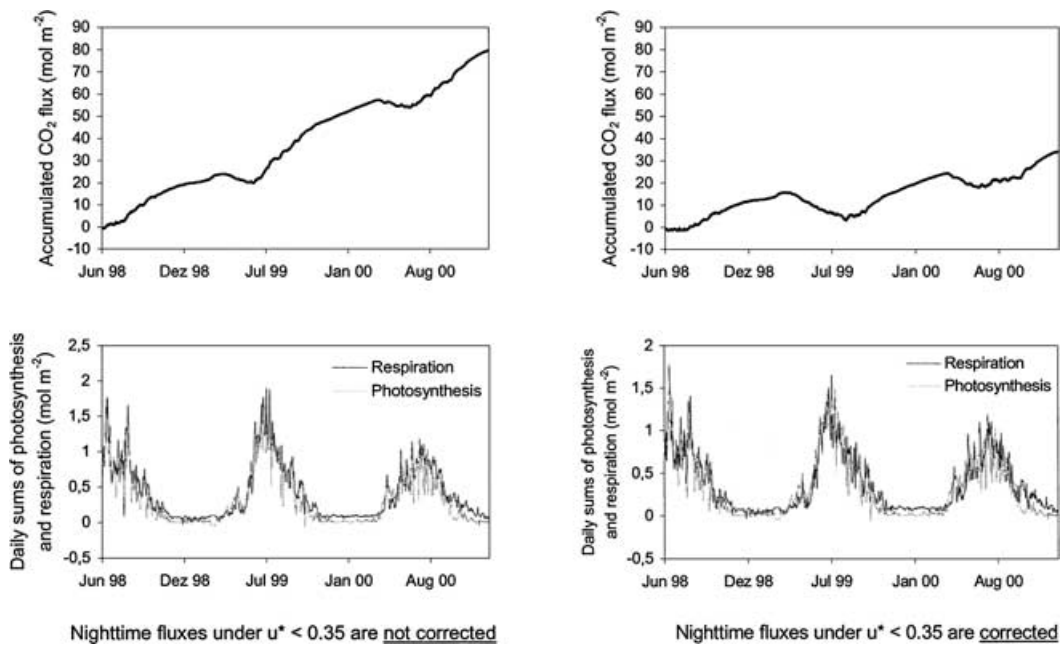 Accumulated CO₂ flux (mol m⁻²)
90
80
70
60
50
40
30
20
10
0
-10
Jun 98 Dez 98 Jul 99 Jan 00 Aug 00
Accumulated CO₂ flux (mol m⁻²)
90
80
70
60
50
40
30
20
10
0
-10
Jun 98 Dez 98 Jul 99 Jan 00 Aug 00
Daily sums of photosynthesis
and respiration (mol m⁻²)
2,5
2
1,5
1
0,5
0
-0,5
Respiration
Photosynthesis
Jun 98 Dez 98 Jul 99 Jan 00 Aug 00
Daily sums of photosynthesis
and respiration (mol m⁻²)
2
1,5
1
0,5
0
-0,5
Respiration
Photosynthesis
Jun 98 Dez 98 Jul 99 Jan 00 Aug 00
Nighttime fluxes under u* < 0.35 are not corrected
Nighttime fluxes under u* < 0.35 are corrected